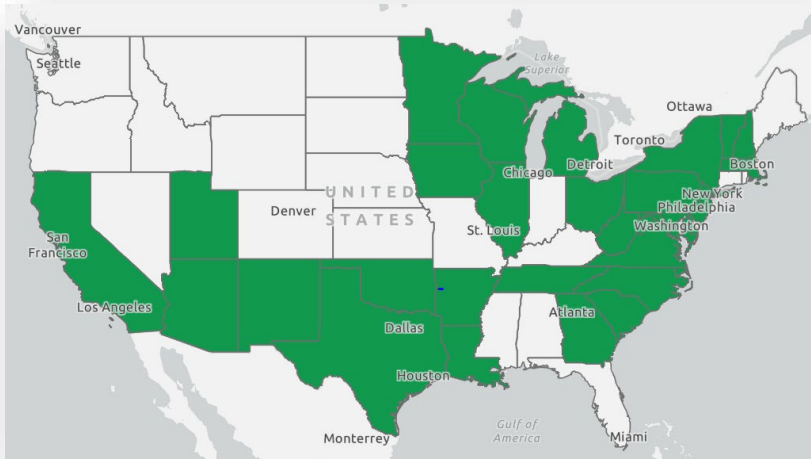 Vancouver
Seattle
Lake
Superior
Ottawa
Toronto
Boston
Detroit
Chicago
New York
Philadelphia
Washington
UNITED
STATES
Denver
St. Louis
San
Francisco
Los Angeles
Atlanta
Dallas
Houston
Gulf of
America
Monterrey
Miami